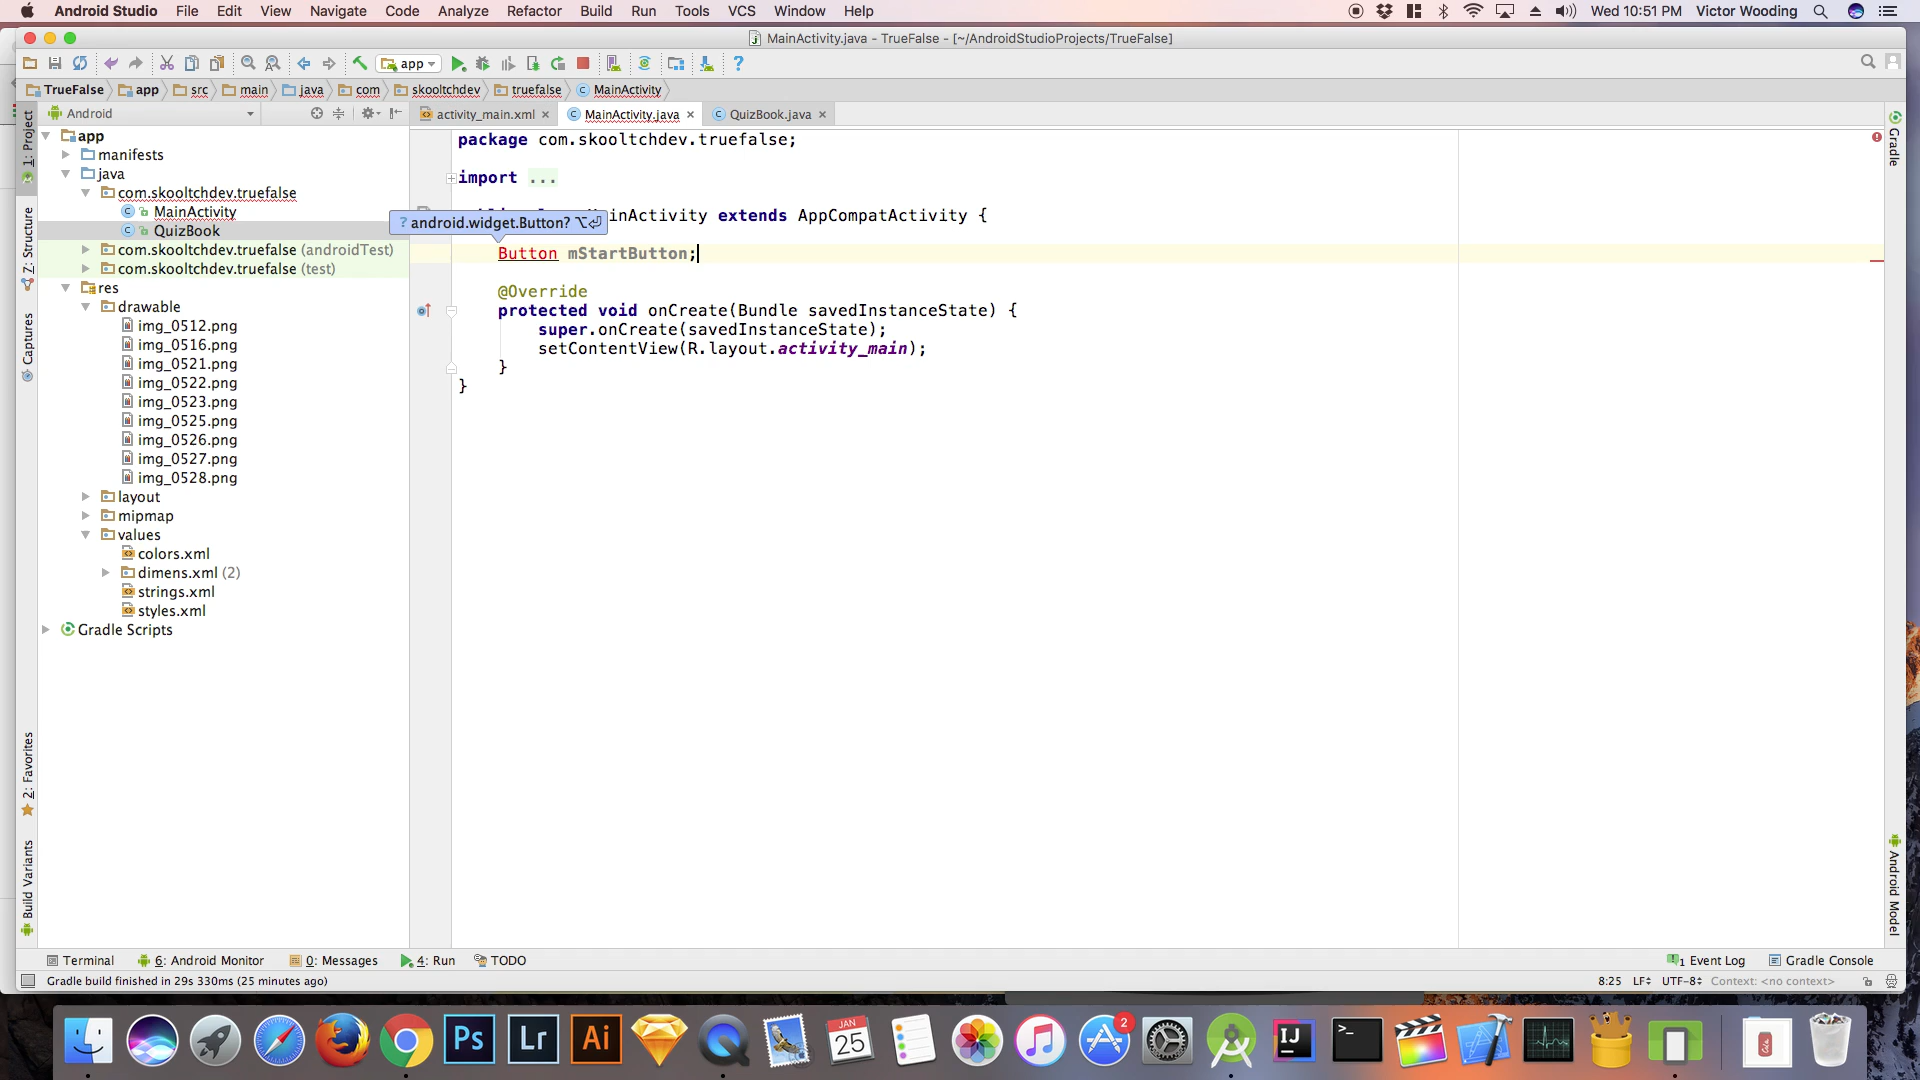 Android Studio File Edit View Navigate Code Analyze Refactor Build Run Tools VCS Window Help Wed 10:51 PM Victor Wooding
MainActivity.java - TrueFalse - [~/AndroidStudioProjects/TrueFalse]
app
TrueFalse app src main java com skooltchdev truefalse MainActivity
Android
activity_main.xml MainActivity.java QuizBook.java
1: Project
Z: Structure
Captures
2: Favorites
Build Variants
app
manifests
java
com.skooltchdev.truefalse
MainActivity
QuizBook
com.skooltchdev.truefalse (androidTest)
com.skooltchdev.truefalse (test)
res
drawable
img_0512.png
img_0516.png
img_0521.png
img_0522.png
img_0523.png
img_0525.png
img_0526.png
img_0527.png
img_0528.png
layout
mipmap
values
colors.xml
dimens.xml (2)
strings.xml
styles.xml
Gradle Scripts
package com.skooltchdev.truefalse;
import ...
MainActivity extends AppCompatActivity {
? android.widget.Button? ⌥⏎
Button mStartButton;
@Override
protected void onCreate(Bundle savedInstanceState) {
super.onCreate(savedInstanceState);
setContentView(R.layout.activity_main);
}
}
Gradle
Android Model
Terminal 6: Android Monitor 0: Messages 4: Run TODO 1 Event Log Gradle Console
Gradle build finished in 29s 330ms (25 minutes ago) 8:25 LF UTF-8 Context: <no context>
Ps Lr Ai JAN 25 2 IJ >_